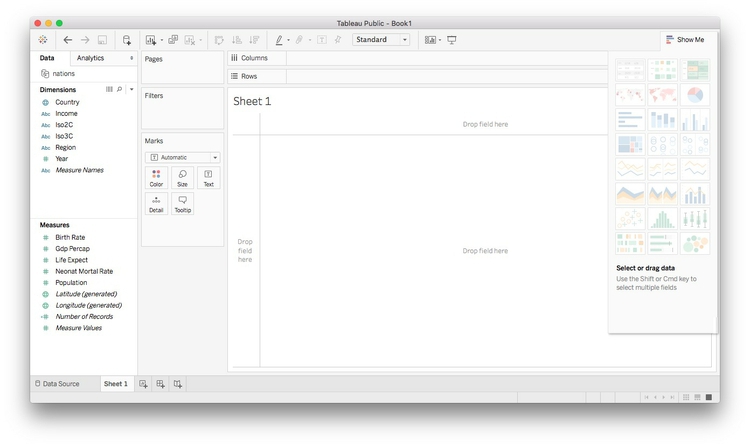 Tableau Public - Book1
Standard
Show Me
Data
Analytics
Pages
Columns
Rows
nations
Dimensions
Country
Income
Iso2C
Iso3C
Region
Year
Measure Names
Filters
Marks
Automatic
Color
Size
Text
Detail
Tooltip
Sheet 1
Drop field here
Drop
field
here
Drop field here
Measures
Birth Rate
Gdp Percap
Life Expect
Neonat Mortal Rate
Population
Latitude (generated)
Longitude (generated)
Number of Records
Measure Values
Select or drag data
Use the Shift or Cmd key to
select multiple fields
Data Source
Sheet 1